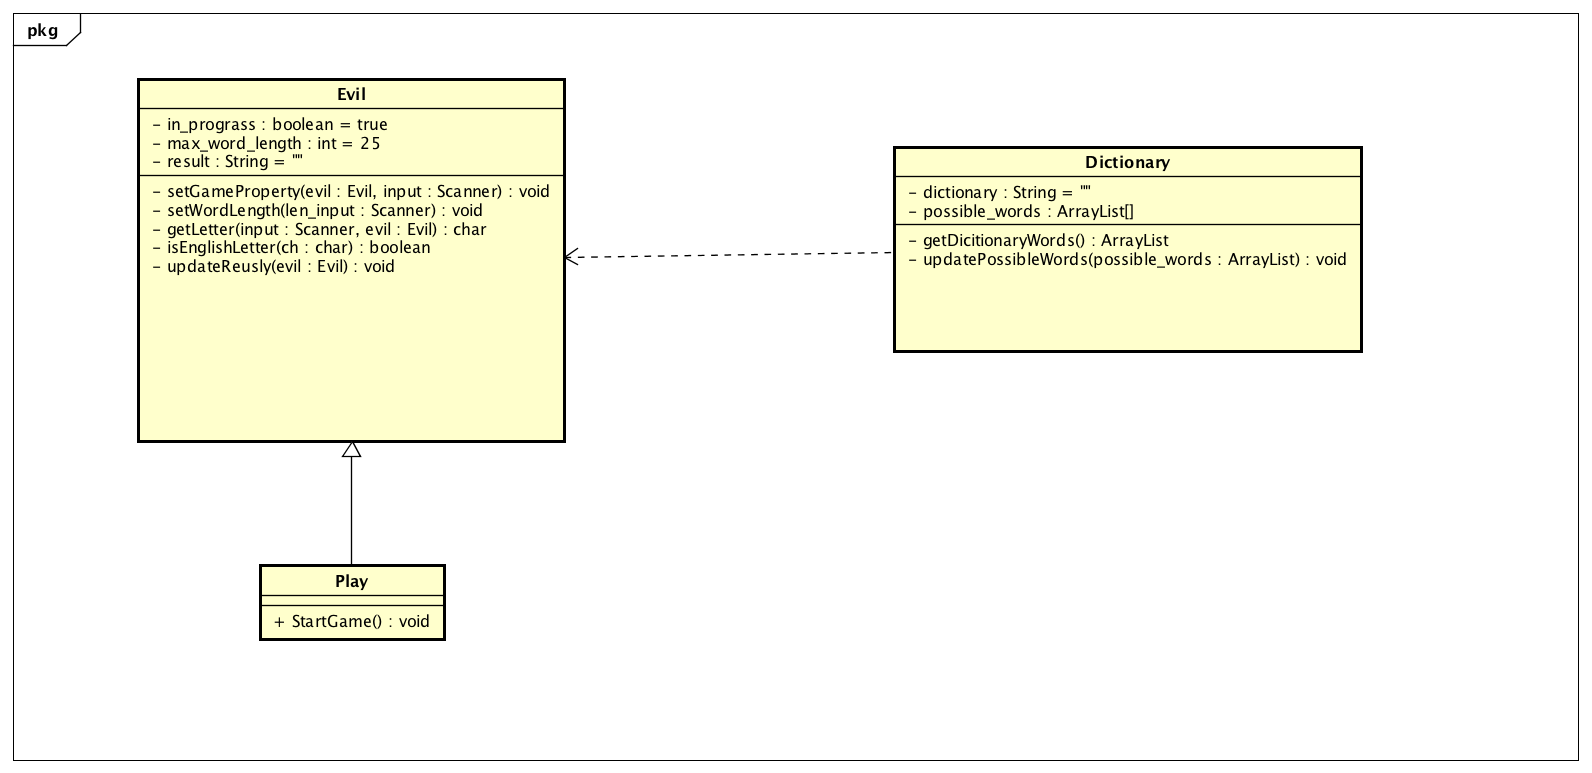 pkg
Evil
- in_prograss : boolean = true
- max_word_length : int = 25
- result : String = ""
- setGameProperty(evil : Evil, input : Scanner) : void
- setWordLength(len_input : Scanner) : void
- getLetter(input : Scanner, evil : Evil) : char
- isEnglishLetter(ch : char) : boolean
- updateReusly(evil : Evil) : void
Dictionary
- dictionary : String = ""
- possible_words : ArrayList[]
- getDicitionaryWords() : ArrayList
- updatePossibleWords(possible_words : ArrayList) : void
Play
+ StartGame() : void